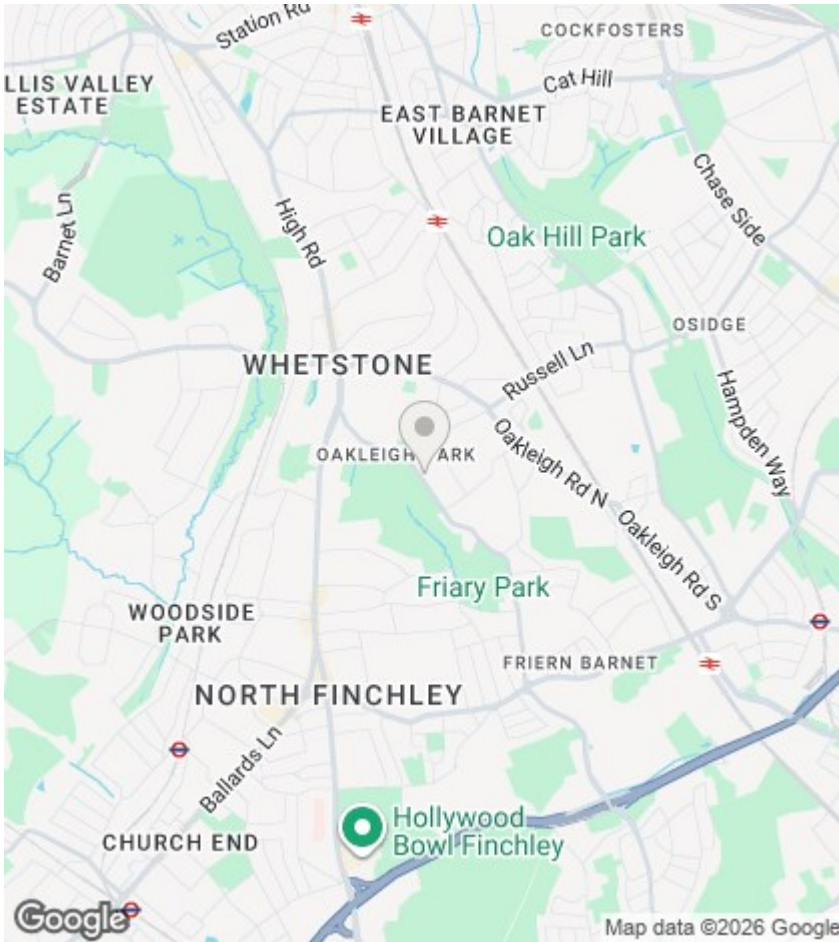 Station Rd
COCKFOSTERS
LLIS VALLEY
ESTATE
Cat Hill
EAST BARNET
VILLAGE
Chase Side
Barnet Ln
High Rd
Oak Hill Park
OSIDGE
WHETSTONE
Russell Ln
Hampden Way
OAKLEIGH PARK
Oakleigh Rd N
Oakleigh Rd S
Friary Park
WOODSIDE
PARK
FRIERN BARNET
NORTH FINCHLEY
Ballards Ln
Hollywood
Bowl Finchley
CHURCH END
Google
Map data ©2026 Google